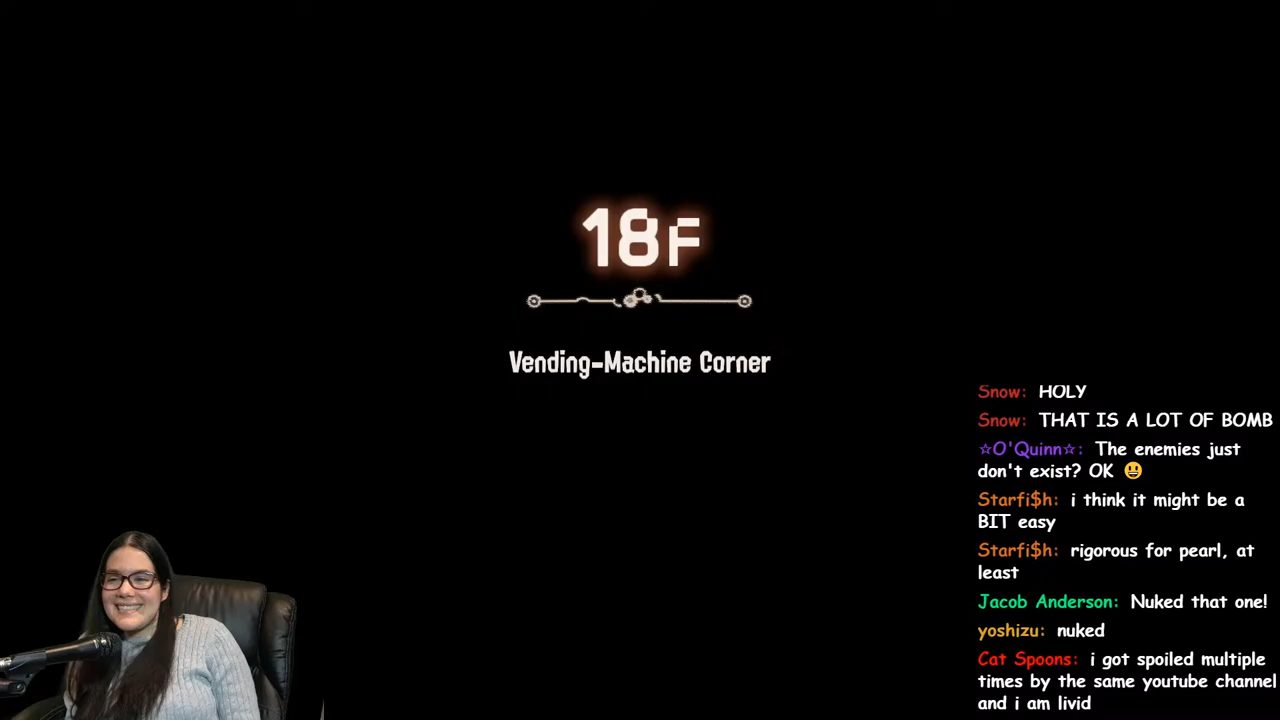 18F
Vending-Machine Corner
Snow: HOLY
Snow: THAT IS A LOT OF BOMB
☆O'Quinn☆: The enemies just
don't exist? OK 😃
Starfi$h: i think it might be a
BIT easy
Starfi$h: rigorous for pearl, at
least
Jacob Anderson: Nuked that one!
yoshizu: nuked
Cat Spoons: i got spoiled multiple
times by the same youtube channel
and i am livid